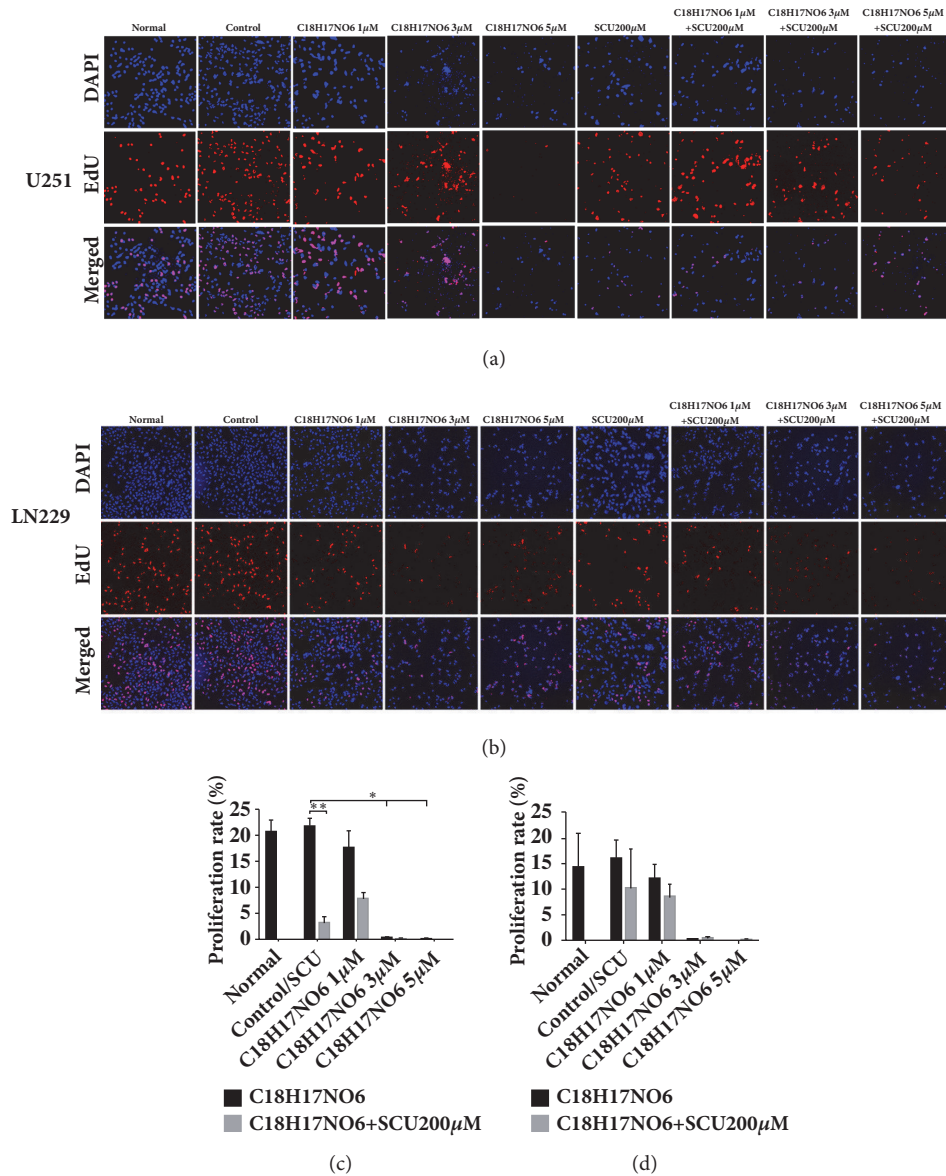 Normal Control C18H17NO6 1µM C18H17NO6 3µM C18H17NO6 5µM SCU200µM C18H17NO6 1µM +SCU200µM C18H17NO6 3µM +SCU200µM C18H17NO6 5µM +SCU200µM
DAPI
U251
EdU
Merged
(a)
Normal Control C18H17NO6 1µM C18H17NO6 3µM C18H17NO6 5µM SCU200µM C18H17NO6 1µM +SCU200µM C18H17NO6 3µM +SCU200µM C18H17NO6 5µM +SCU200µM
DAPI
LN229
EdU
Merged
(b)
Proliferation rate (%)
25
20
15
10
5
0
**
*
Normal
Control/SCU
C18H17NO6 1µM
C18H17NO6 3µM
C18H17NO6 5µM
C18H17NO6
C18H17NO6+SCU200µM
(c)
Proliferation rate (%)
25
20
15
10
5
0
Normal
Control/SCU
C18H17NO6 1µM
C18H17NO6 3µM
C18H17NO6 5µM
C18H17NO6
C18H17NO6+SCU200µM
(d)